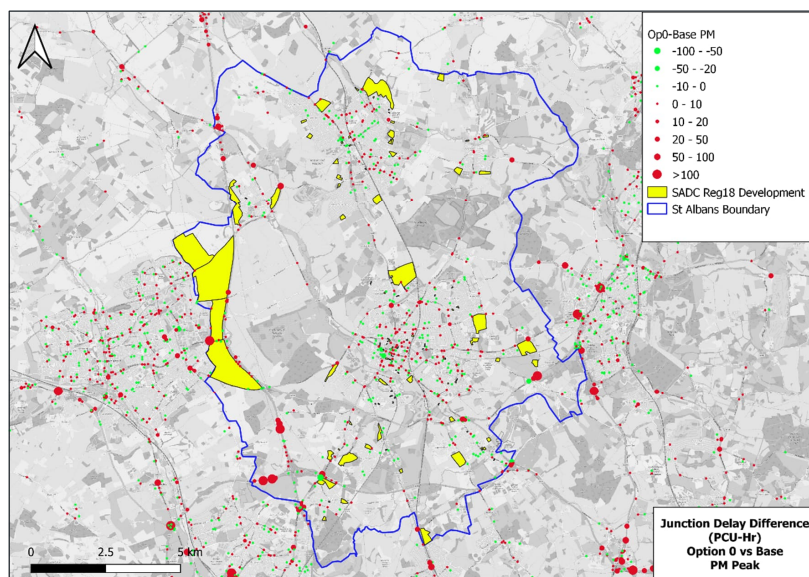 Op0-Base PM
-100 - -50
-50 - -20
-10 - 0
0 - 10
10 - 20
20 - 50
50 - 100
>100
SADC Reg18 Development
St Albans Boundary
Junction Delay Difference
(PCU-Hr)
Option 0 vs Base
PM Peak
0 2.5 5 km